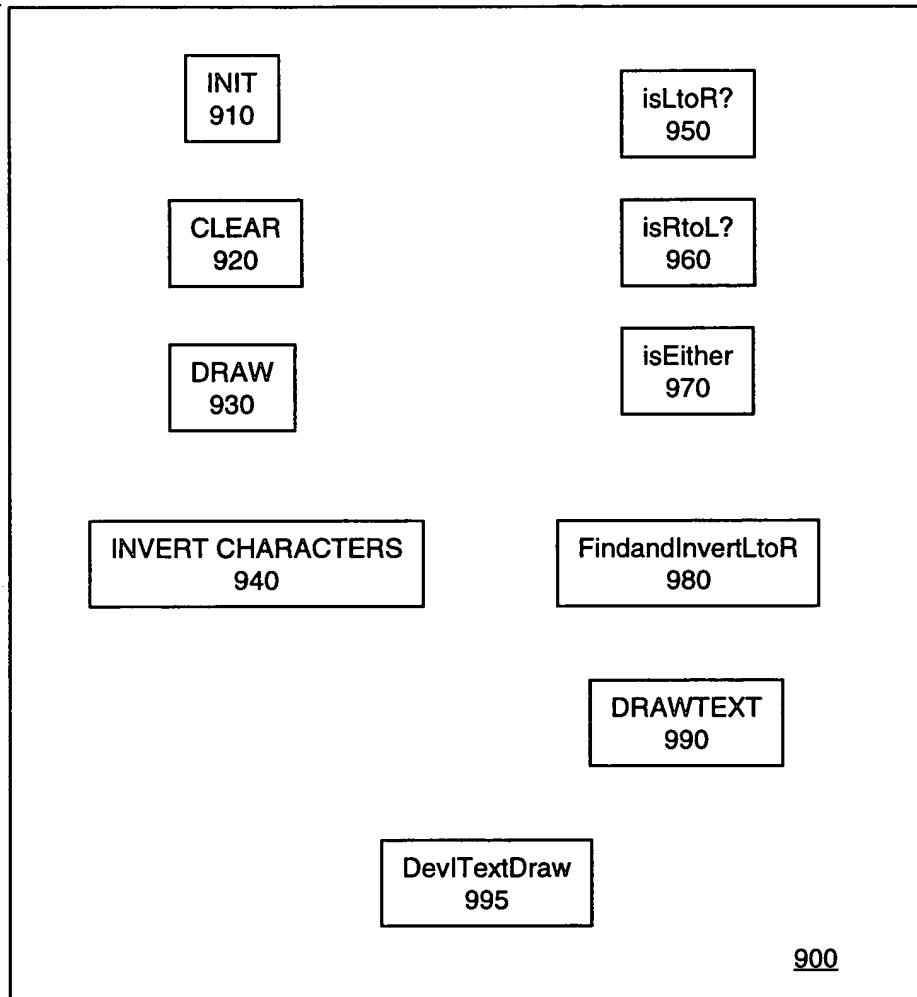 INIT
910
isLtoR?
950
CLEAR
920
isRtoL?
960
DRAW
930
isEither
970
INVERT CHARACTERS
940
FindandInvertLtoR
980
DRAWTEXT
990
DevITextDraw
995
900